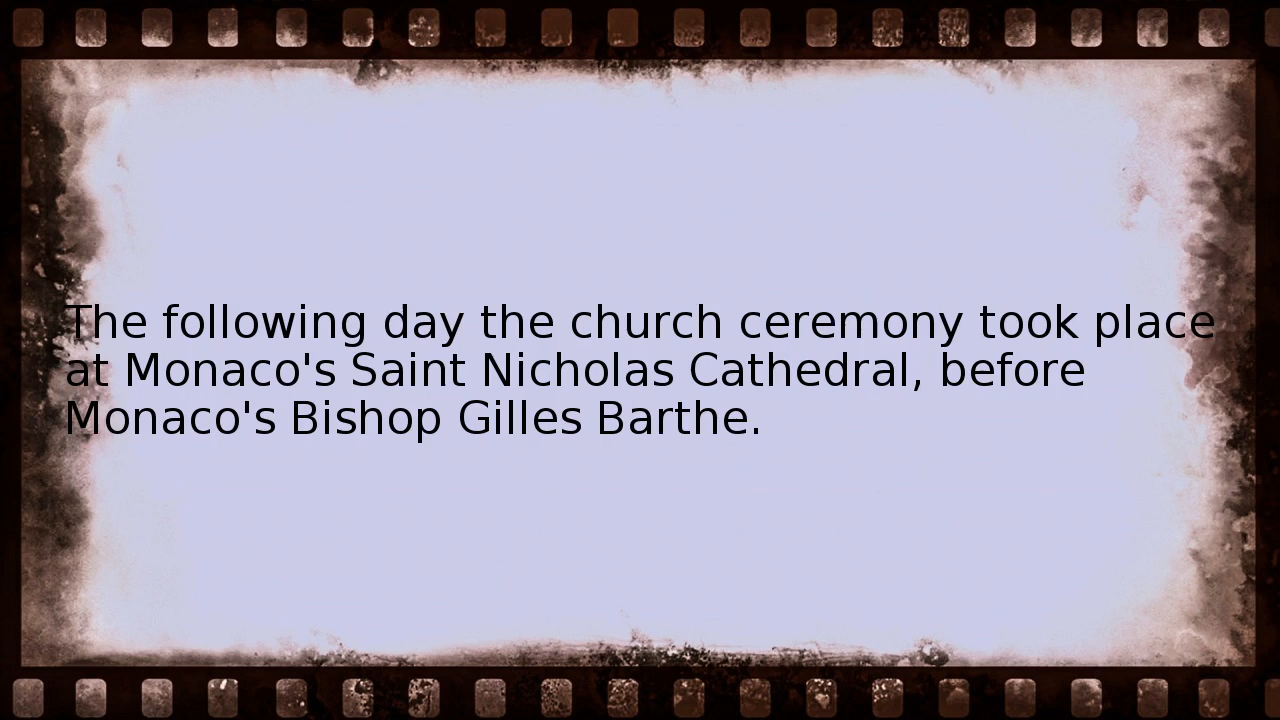 The following day the church ceremony took place
at Monaco's Saint Nicholas Cathedral, before
Monaco's Bishop Gilles Barthe.